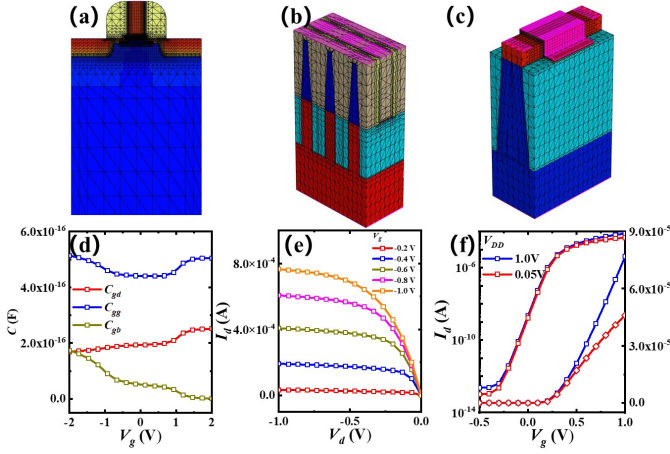 (a)
(b)
(c)
(d)
6.0x10-16
4.0x10-16
2.0x10-16
0.0
C (F)
Cgd
Cgg
Cgb
-2
-1
0
1
2
Vg (V)
(e)
Vg
-0.2 V
-0.4 V
-0.6 V
-0.8 V
-1.0 V
8.0x10-4
4.0x10-4
0.0
Id (A)
-1.0
-0.5
0.0
Vd (V)
(f)
VDD
1.0V
0.05V
10-6
10-10
10-14
Id (A)
9.0x10-5
6.0x10-5
3.0x10-5
0.0
-0.5
0.0
0.5
1.0
Vg (V)